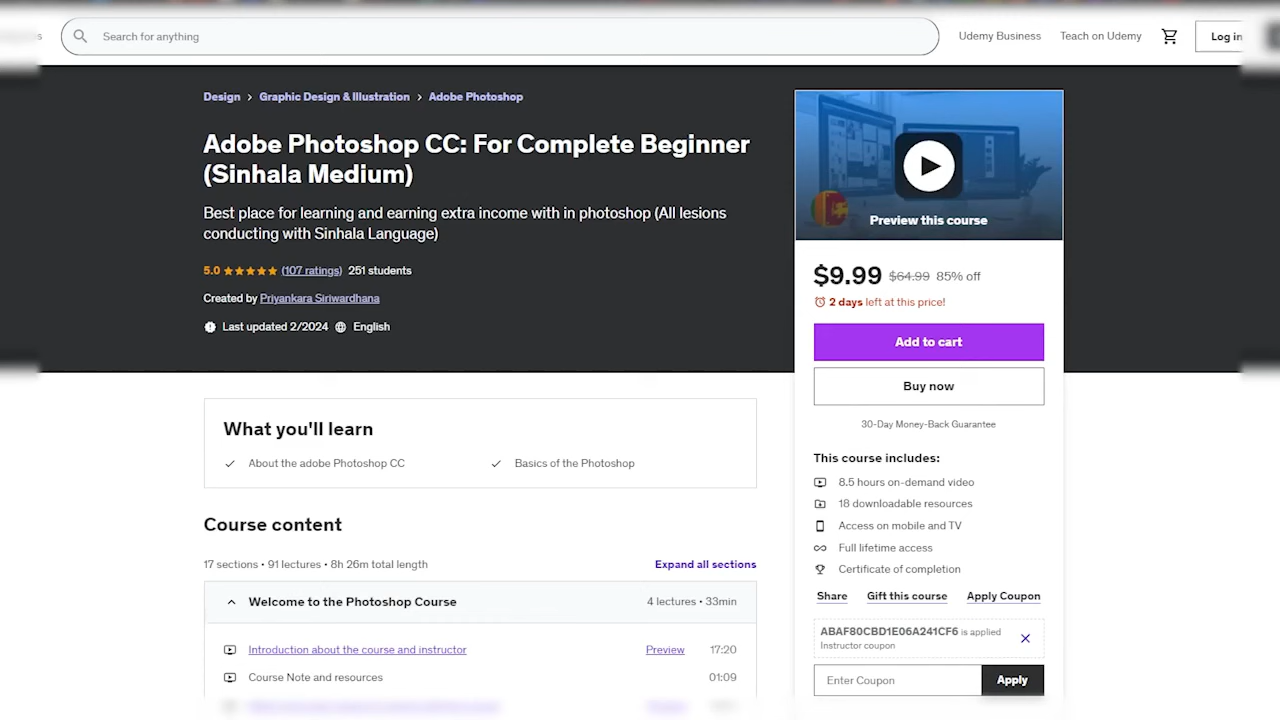 Search for anything
Udemy Business
Teach on Udemy
Log in
Design > Graphic Design & Illustration > Adobe Photoshop
Adobe Photoshop CC: For Complete Beginner
(Sinhala Medium)
Best place for learning and earning extra income with in photoshop (All lesions
conducting with Sinhala Language)
5.0 (107 ratings) 251 students
Created by Priyankara Siriwardhana
Last updated 2/2024 English
Preview this course
$9.99 $64.99 85% off
2 days left at this price!
Add to cart
Buy now
30-Day Money-Back Guarantee
This course includes:
8.5 hours on-demand video
18 downloadable resources
Access on mobile and TV
Full lifetime access
Certificate of completion
Share Gift this course Apply Coupon
ABAF80CBD1E06A241CF6 is applied
Instructor coupon
Enter Coupon Apply
What you'll learn
About the adobe Photoshop CC
Basics of the Photoshop
Course content
17 sections • 91 lectures • 8h 26m total length
Expand all sections
Welcome to the Photoshop Course 4 lectures • 33min
Introduction about the course and instructor Preview 17:20
Course Note and resources 01:09